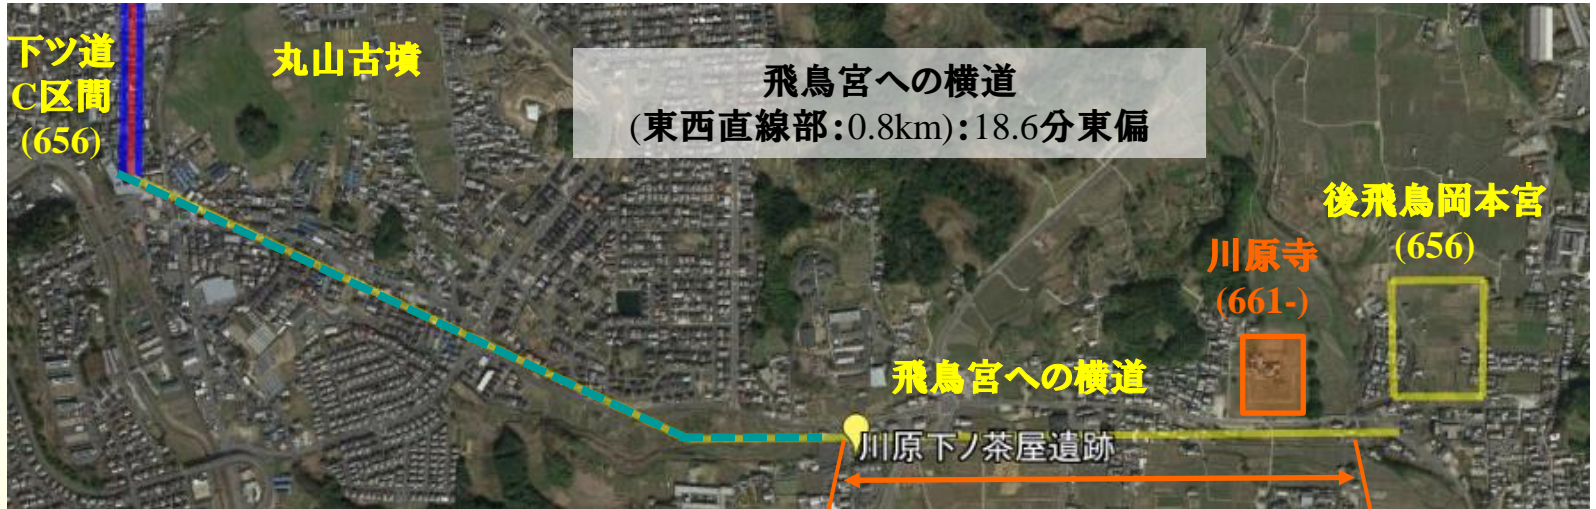 下ツ道
C区間
(656)
丸山古墳
飛鳥宮への横道
(東西直線部:0.8km):18.6分東偏
後飛鳥岡本宮
(656)
川原寺
(661-)
飛鳥宮への横道
川原下ノ茶屋遺跡